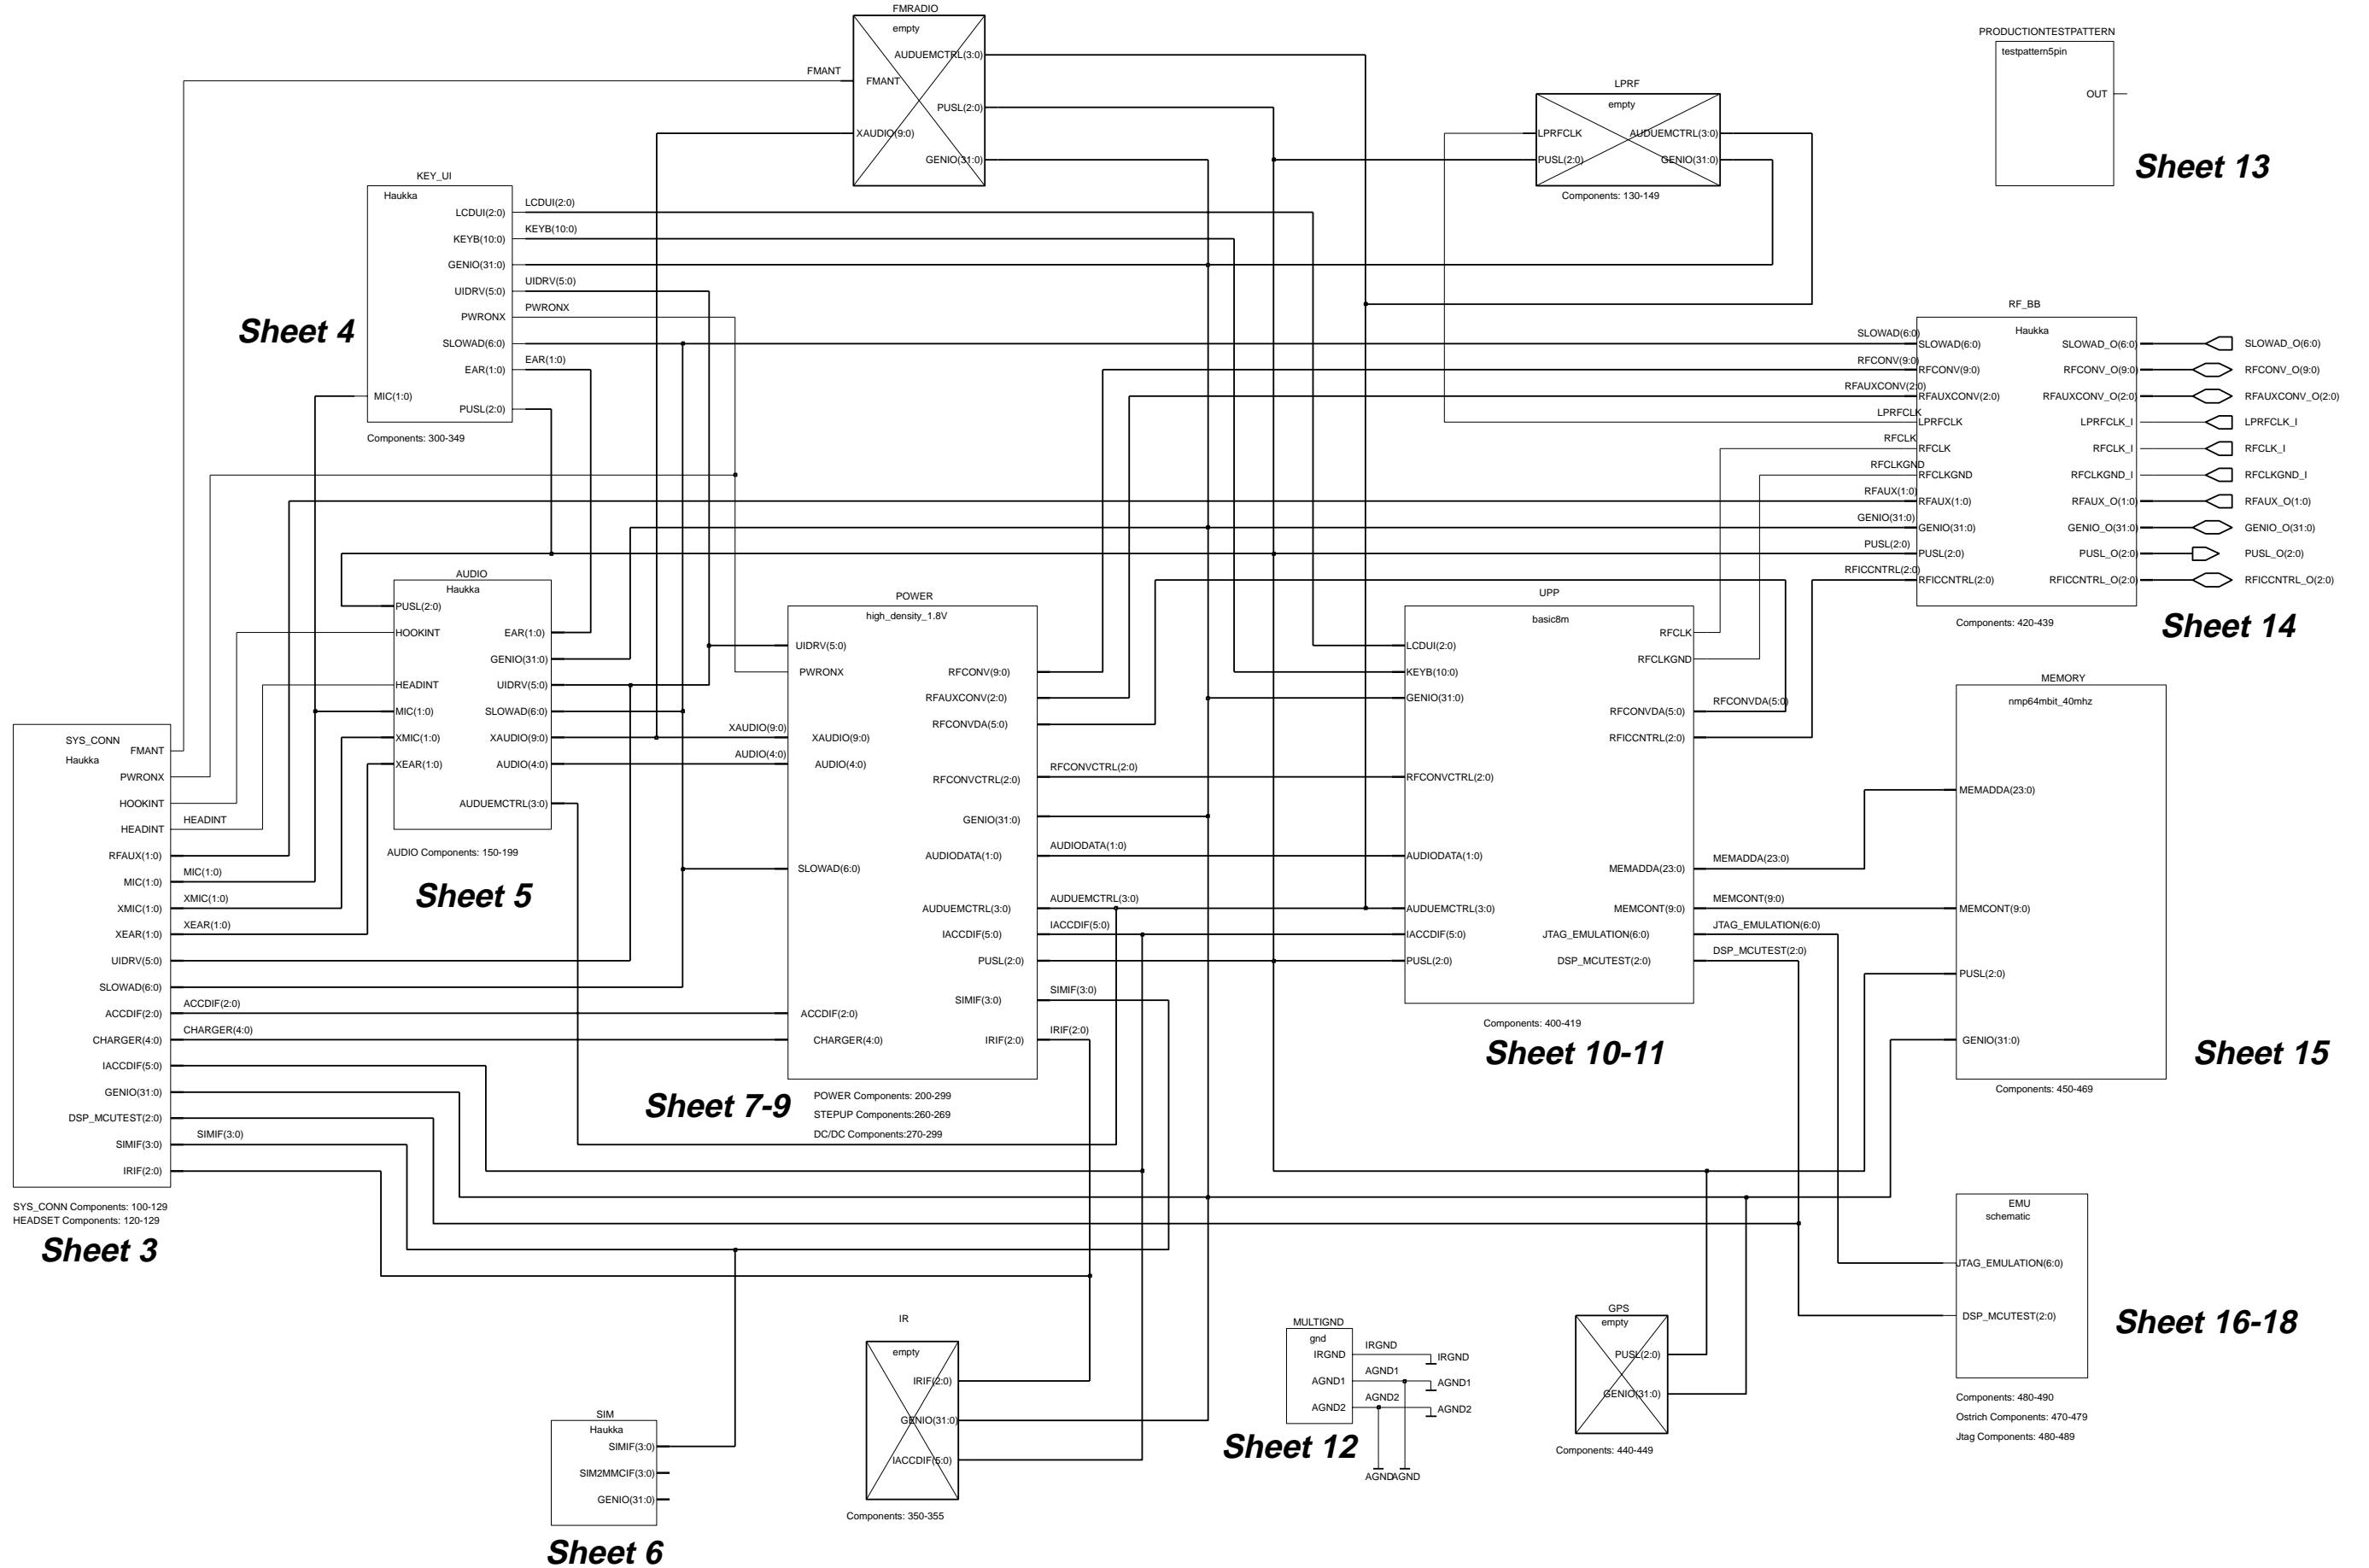 FMRADIO
empty
AUDUEMCTRL(3:0)
FMANT
FMANT
PUSL(2:0)
XAUDIO(9:0)
GENIO(31:0)
LPRF
empty
LPRFCLK
AUDUEMCTRL(3:0)
PUSL(2:0)
GENIO(31:0)
Components: 130-149
PRODUCTIONTESTPATTERN
testpattern5pin
OUT
Sheet 13
KEY_UI
Haukka
LCDUI(2:0)
LCDUI(2:0)
KEYB(10:0)
KEYB(10:0)
GENIO(31:0)
UIDRV(5:0)
UIDRV(5:0)
PWRONX
PWRONX
SLOWAD(6:0)
EAR(1:0)
EAR(1:0)
MIC(1:0)
PUSL(2:0)
Components: 300-349
Sheet 4
RF_BB
Haukka
SLOWAD(6:0)
SLOWAD(6:0)
SLOWAD_O(6:0)
SLOWAD_O(6:0)
RFCONV(9:0)
RFCONV(9:0)
RFCONV_O(9:0)
RFCONV_O(9:0)
RFAUXCONV(2:0)
RFAUXCONV(2:0)
RFAUXCONV_O(2:0)
RFAUXCONV_O(2:0)
LPRFCLK
LPRFCLK
LPRFCLK_I
LPRFCLK_I
RFCLK
RFCLK
RFCLK_I
RFCLK_I
RFCLKGND
RFCLKGND
RFCLKGND_I
RFCLKGND_I
RFAUX(1:0)
RFAUX(1:0)
RFAUX_O(1:0)
RFAUX_O(1:0)
GENIO(31:0)
GENIO(31:0)
GENIO_O(31:0)
GENIO_O(31:0)
PUSL(2:0)
PUSL(2:0)
PUSL_O(2:0)
PUSL_O(2:0)
RFICCNTRL(2:0)
RFICCNTRL(2:0)
RFICCNTRL_O(2:0)
RFICCNTRL_O(2:0)
Components: 420-439
Sheet 14
AUDIO
Haukka
PUSL(2:0)
HOOKINT
EAR(1:0)
GENIO(31:0)
HEADINT
UIDRV(5:0)
MIC(1:0)
SLOWAD(6:0)
XMIC(1:0)
XAUDIO(9:0)
XEAR(1:0)
AUDIO(4:0)
AUDUEMCTRL(3:0)
AUDIO Components: 150-199
Sheet 5
POWER
high_density_1.8V
UIDRV(5:0)
PWRONX
RFCONV(9:0)
RFAUXCONV(2:0)
RFCONVDA(5:0)
XAUDIO(9:0)
XAUDIO(9:0)
AUDIO(4:0)
AUDIO(4:0)
RFCONVCTRL(2:0)
RFCONVCTRL(2:0)
GENIO(31:0)
AUDIODATA(1:0)
AUDIODATA(1:0)
SLOWAD(6:0)
AUDUEMCTRL(3:0)
AUDUEMCTRL(3:0)
IACCDIF(5:0)
IACCDIF(5:0)
PUSL(2:0)
SIMIF(3:0)
SIMIF(3:0)
ACCDIF(2:0)
CHARGER(4:0)
IRIF(2:0)
IRIF(2:0)
Sheet 7-9
POWER Components: 200-299
STEPUP Components:260-269
DC/DC Components:270-299
UPP
basic8m
RFCLK
LCDUI(2:0)
RFCLKGND
KEYB(10:0)
GENIO(31:0)
RFCONVDA(5:0)
RFCONVDA(5:0)
RFICCNTRL(2:0)
RFCONVCTRL(2:0)
AUDIODATA(1:0)
MEMADDA(23:0)
MEMADDA(23:0)
AUDUEMCTRL(3:0)
MEMCONT(9:0)
MEMCONT(9:0)
IACCDIF(5:0)
JTAG_EMULATION(6:0)
JTAG_EMULATION(6:0)
PUSL(2:0)
DSP_MCUTEST(2:0)
DSP_MCUTEST(2:0)
Components: 400-419
Sheet 10-11
MEMORY
nmp64mbit_40mhz
MEMADDA(23:0)
MEMCONT(9:0)
PUSL(2:0)
GENIO(31:0)
Components: 450-469
Sheet 15
SYS_CONN
Haukka
FMANT
PWRONX
HOOKINT
HEADINT
HEADINT
RFAUX(1:0)
MIC(1:0)
MIC(1:0)
XMIC(1:0)
XMIC(1:0)
XEAR(1:0)
XEAR(1:0)
UIDRV(5:0)
SLOWAD(6:0)
ACCDIF(2:0)
ACCDIF(2:0)
CHARGER(4:0)
CHARGER(4:0)
IACCDIF(5:0)
GENIO(31:0)
DSP_MCUTEST(2:0)
SIMIF(3:0)
SIMIF(3:0)
IRIF(2:0)
SYS_CONN Components: 100-129
HEADSET Components: 120-129
Sheet 3
EMU
schematic
JTAG_EMULATION(6:0)
DSP_MCUTEST(2:0)
Sheet 16-18
Components: 480-490
Ostrich Components: 470-479
Jtag Components: 480-489
SIM
Haukka
SIMIF(3:0)
SIM2MMCIF(3:0)
GENIO(31:0)
Sheet 6
IR
empty
IRIF(2:0)
GENIO(31:0)
IACCDIF(5:0)
Components: 350-355
MULTIGND
gnd
IRGND
IRGND
IRGND
AGND1
AGND1
AGND1
AGND2
AGND2
AGND2
AGND
AGND
Sheet 12
GPS
empty
PUSL(2:0)
GENIO(31:0)
Components: 440-449